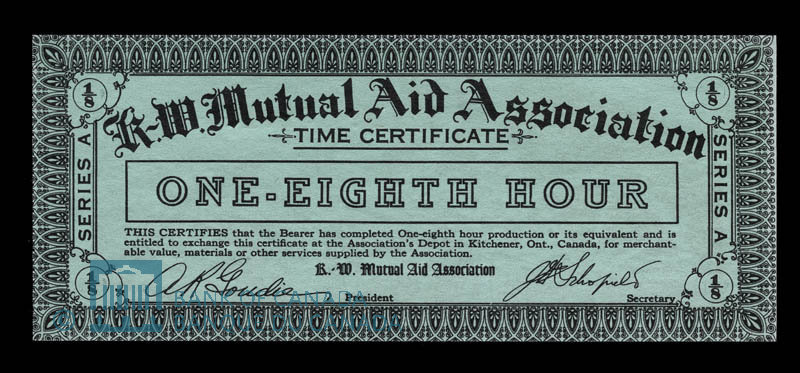 1/8
1/8
K-W. Mutual Aid Association
TIME CERTIFICATE
SERIES A
SERIES A
ONE-EIGHTH HOUR
THIS CERTIFIES that the Bearer has completed One-eighth hour production or its equivalent and is
entitled to exchange this certificate at the Association's Depot in Kitchener, Ont., Canada, for merchant-
able value, materials or other services supplied by the Association.
K.-W. Mutual Aid Association
1/8
1/8
President
Secretary
BANK OF CANADA
BANQUE DU CANADA